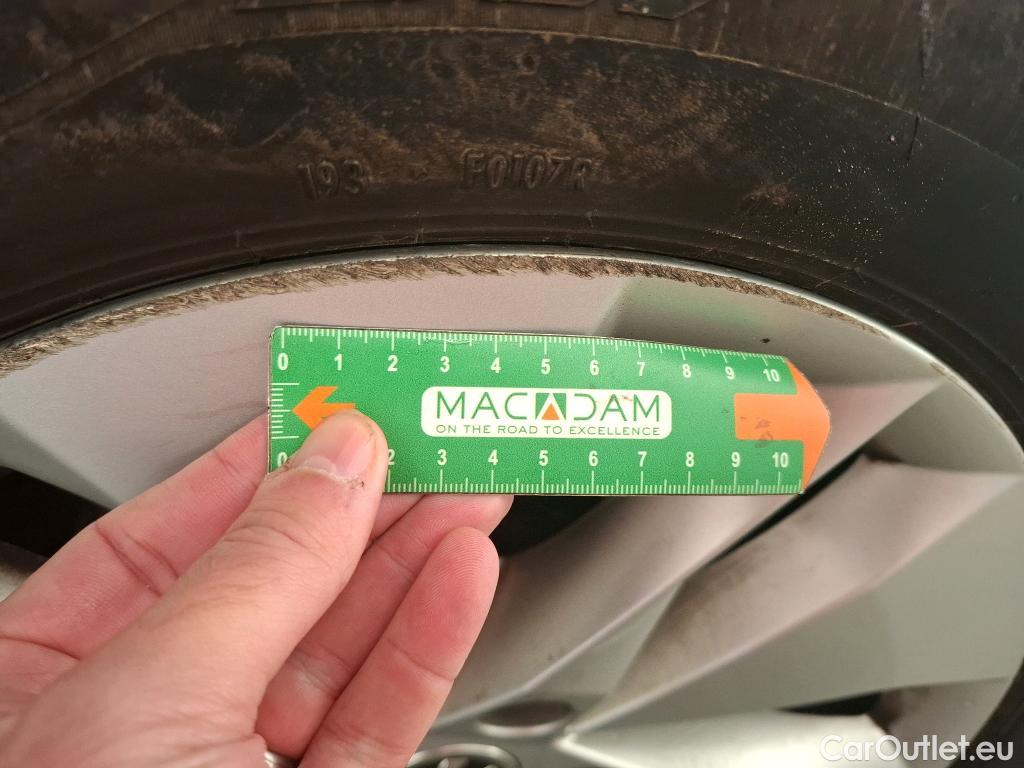 193 F0107R
0 1 2 3 4 5 6 7 8 9 10
MACADAM
ON THE ROAD TO EXCELLENCE
0 2 3 4 5 6 7 8 9 10
CarOutlet.eu